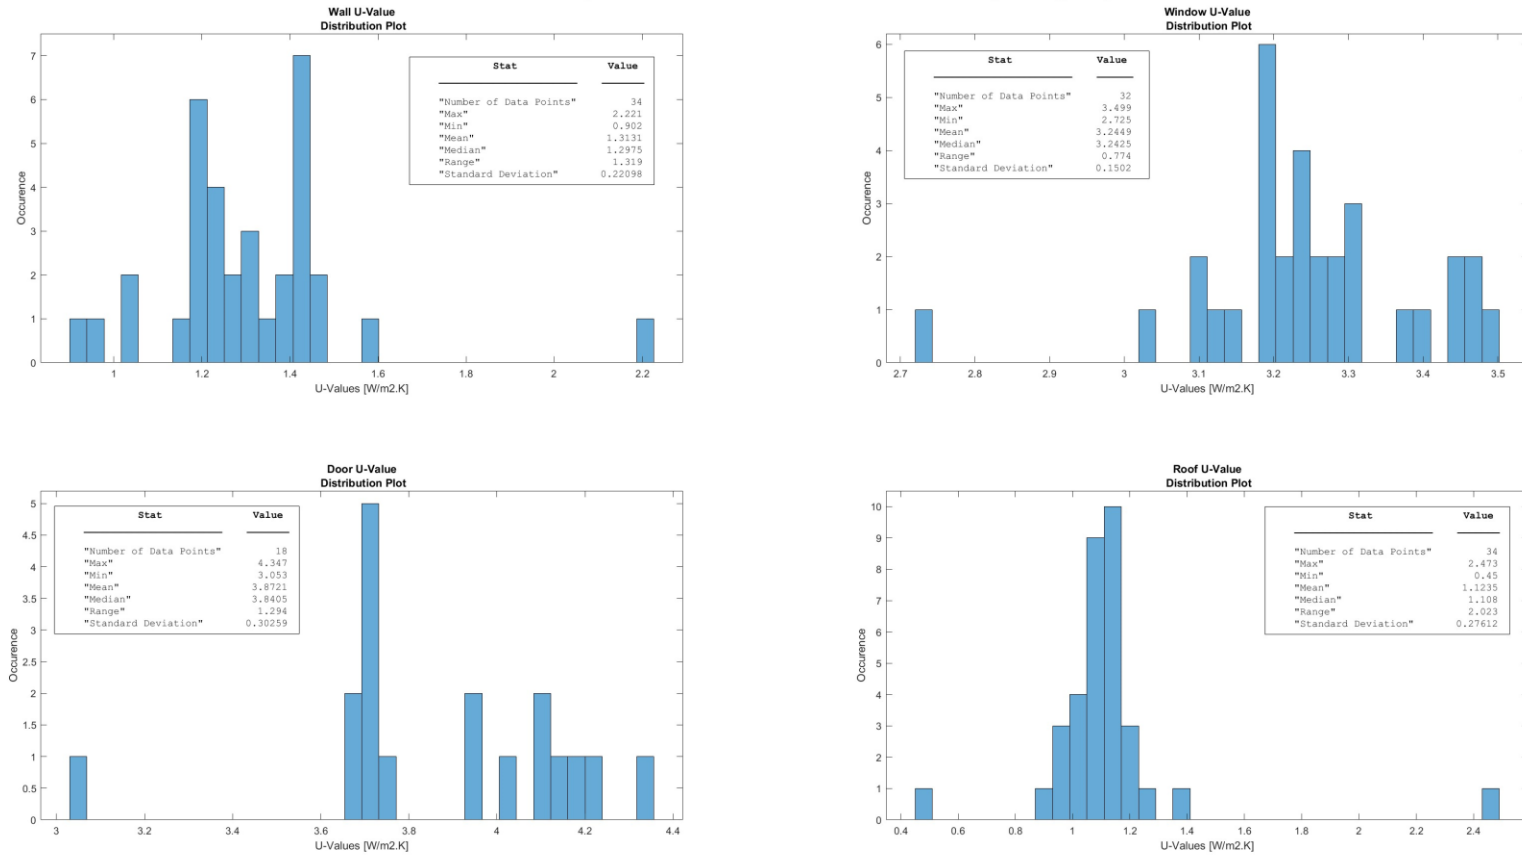 Wall U-Value
Distribution Plot
7
6
5
4
3
2
1
0
Occurence
Stat Value
"Number of Data Points" 34
"Max" 2.221
"Min" 0.902
"Mean" 1.3131
"Median" 1.2975
"Range" 1.319
"Standard Deviation" 0.22098
1 1.2 1.4 1.6 1.8 2 2.2
U-Values [W/m2.K]
Window U-Value
Distribution Plot
6
5
4
3
2
1
0
Occurence
Stat Value
"Number of Data Points" 32
"Max" 3.499
"Min" 2.725
"Mean" 3.2449
"Median" 3.2425
"Range" 0.774
"Standard Deviation" 0.1502
2.7 2.8 2.9 3 3.1 3.2 3.3 3.4 3.5
U-Values [W/m2.K]
Door U-Value
Distribution Plot
5
4.5
4
3.5
3
2.5
2
1.5
1
0.5
0
Occurence
Stat Value
"Number of Data Points" 18
"Max" 4.347
"Min" 3.053
"Mean" 3.8721
"Median" 3.8405
"Range" 1.294
"Standard Deviation" 0.30259
3 3.2 3.4 3.6 3.8 4 4.2 4.4
U-Values [W/m2.K]
Roof U-Value
Distribution Plot
10
9
8
7
6
5
4
3
2
1
0
Occurence
Stat Value
"Number of Data Points" 34
"Max" 2.473
"Min" 0.45
"Mean" 1.1235
"Median" 1.108
"Range" 2.023
"Standard Deviation" 0.27612
0.4 0.6 0.8 1 1.2 1.4 1.6 1.8 2 2.2 2.4
U-Values [W/m2.K]